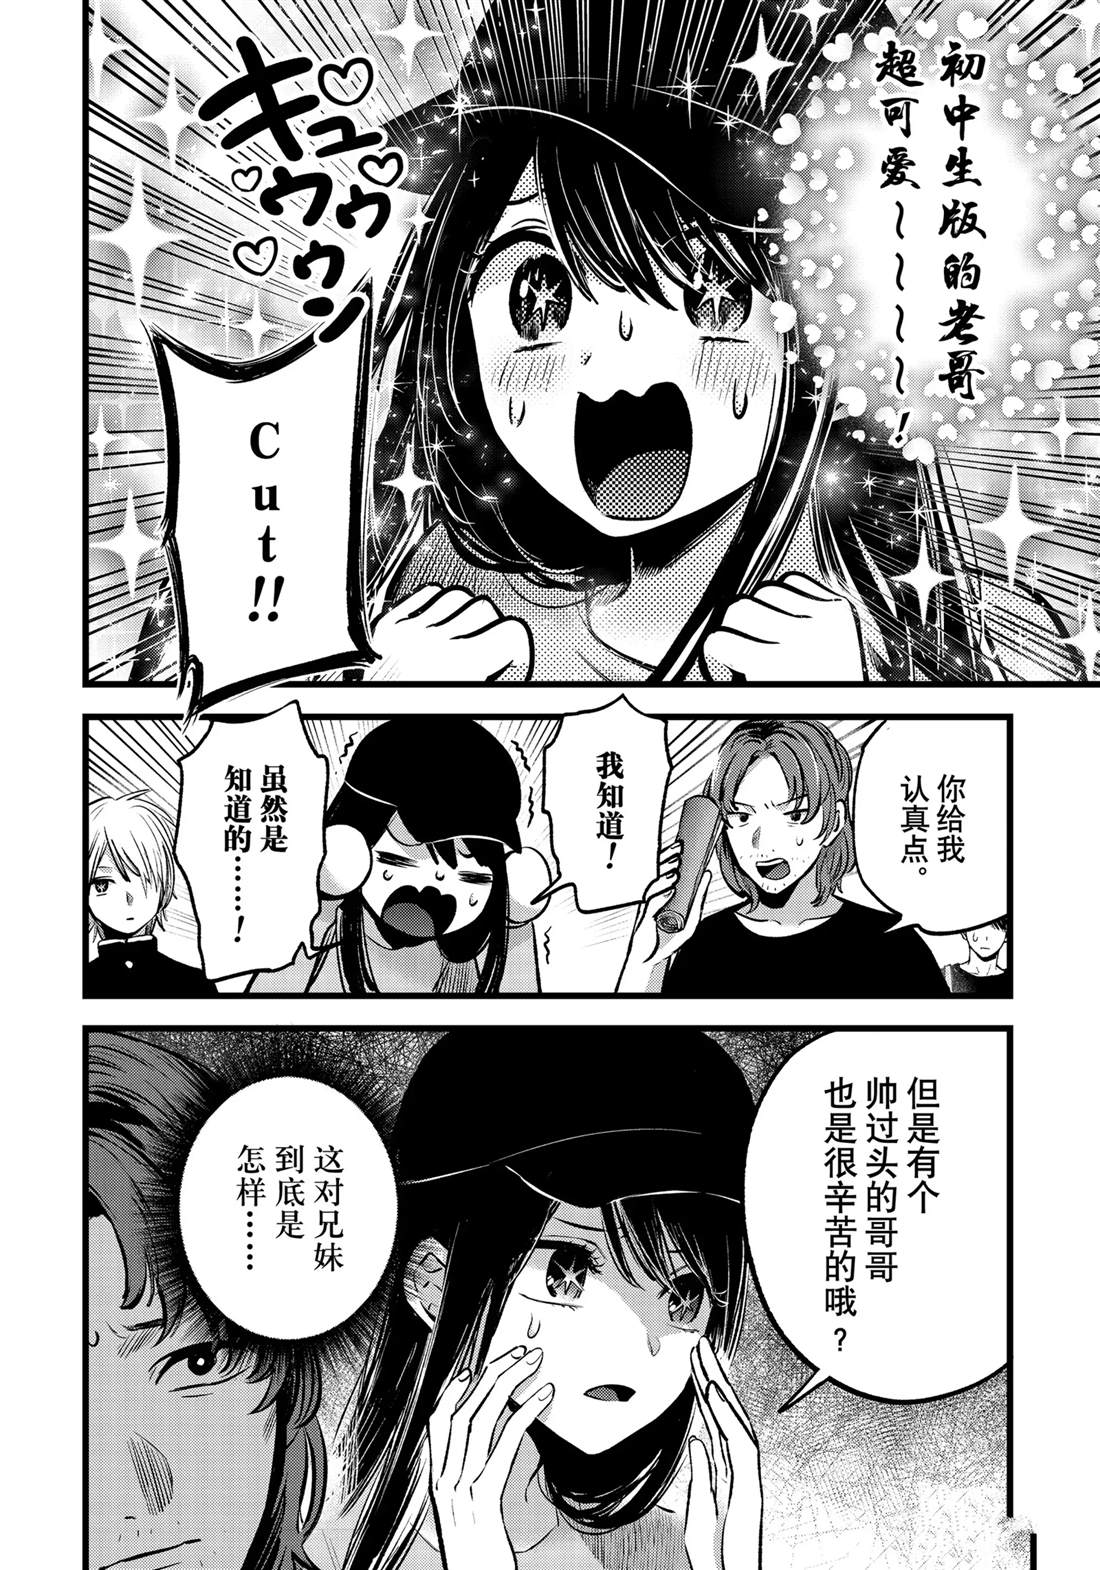 初中生版的老哥
超可爱～～～～！
キュウウウウン
Cut!!
你给我
认真点。
我知道！
虽然是
知道的……！
但是有个
帅过头的哥哥
也是很辛苦的哦？
这对兄妹
到底是
怎样……